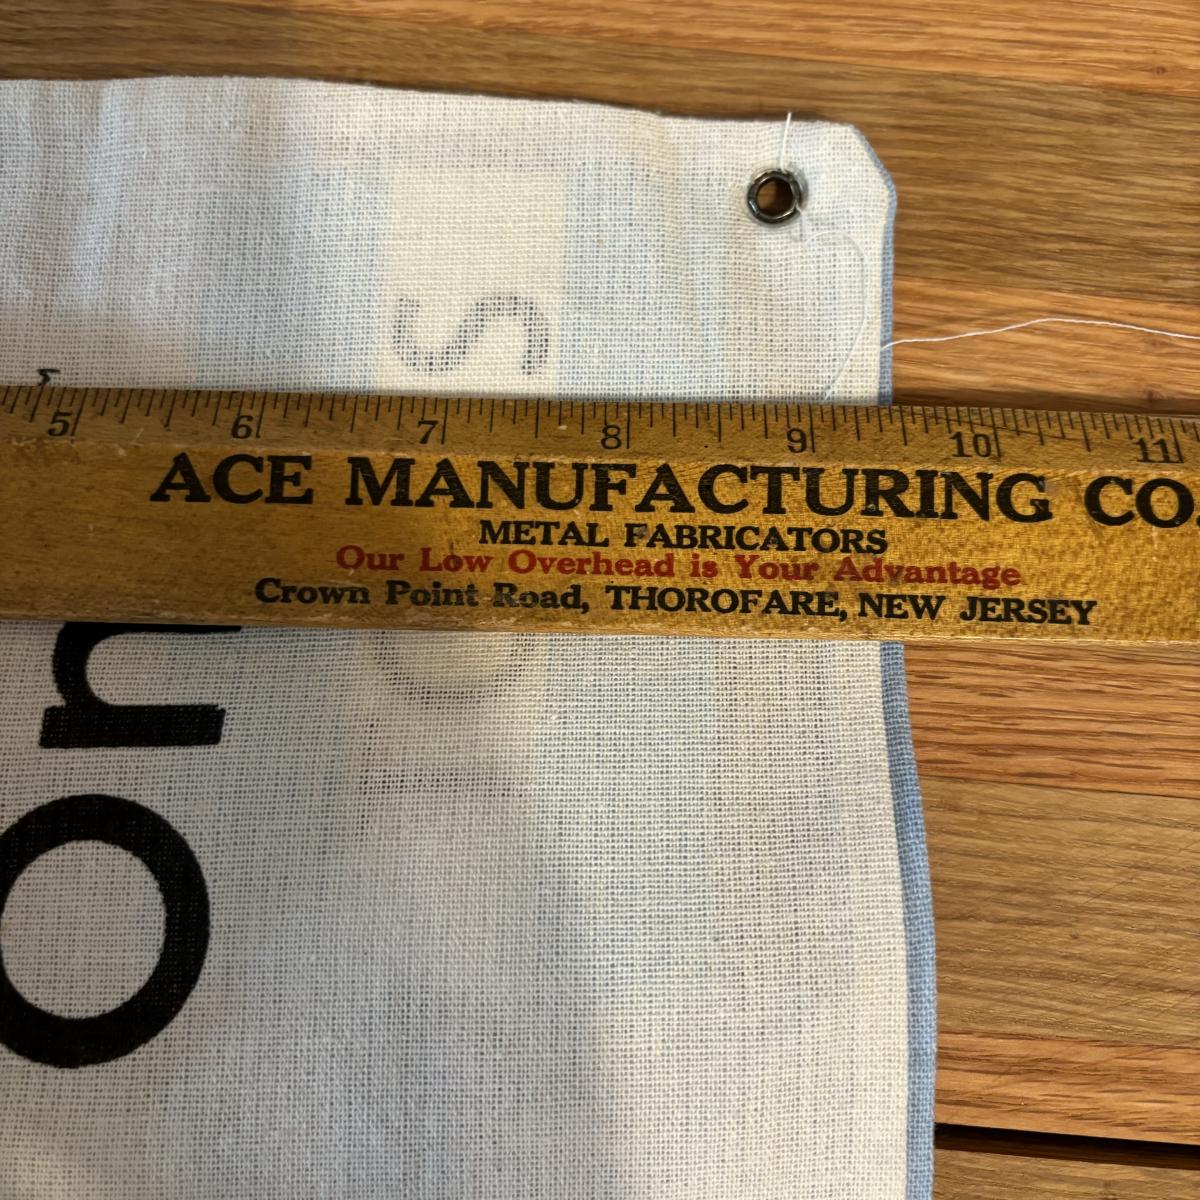 S
5 6 7 8 9 10 11
ACE MANUFACTURING CO.
METAL FABRICATORS
Our Low Overhead is Your Advantage
Crown Point Road, THOROFARE, NEW JERSEY
on